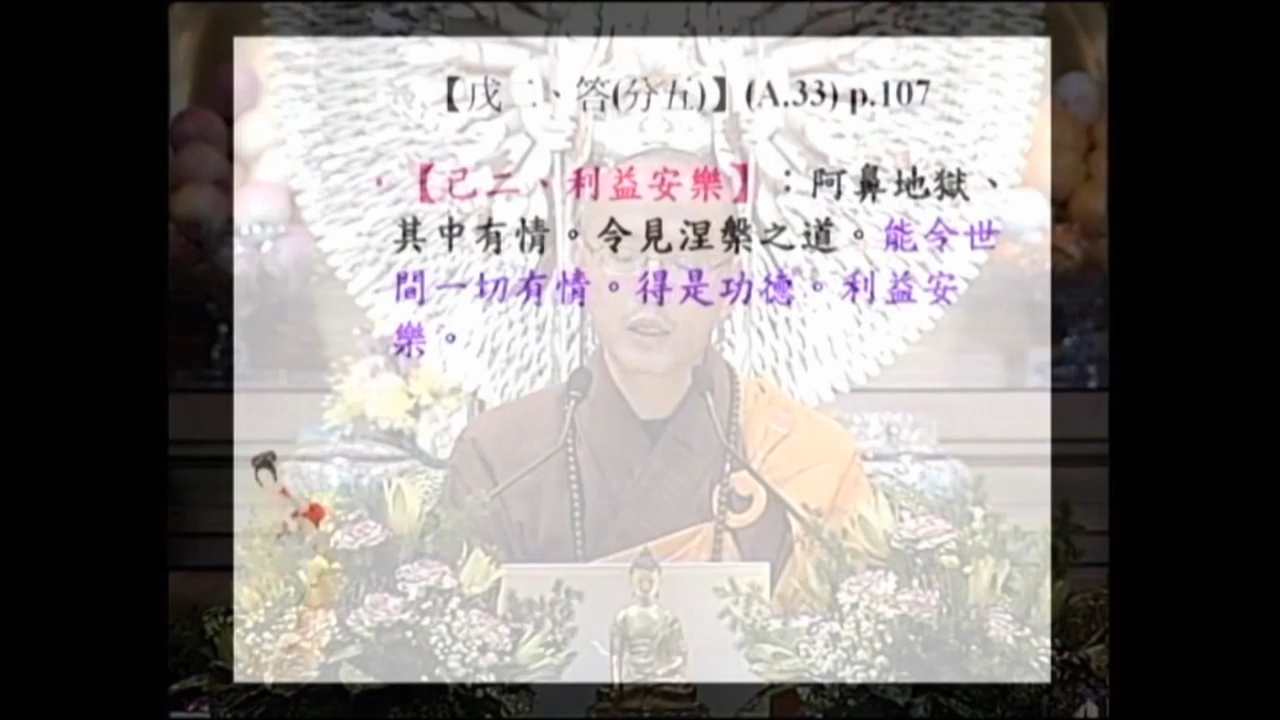 【戊二、答(分五)】(A.33) p.107
·【己二、利益安樂】：阿鼻地獄、
其中有情。令見涅槃之道。能令世
間一切有情。得是功德。利益安
樂。